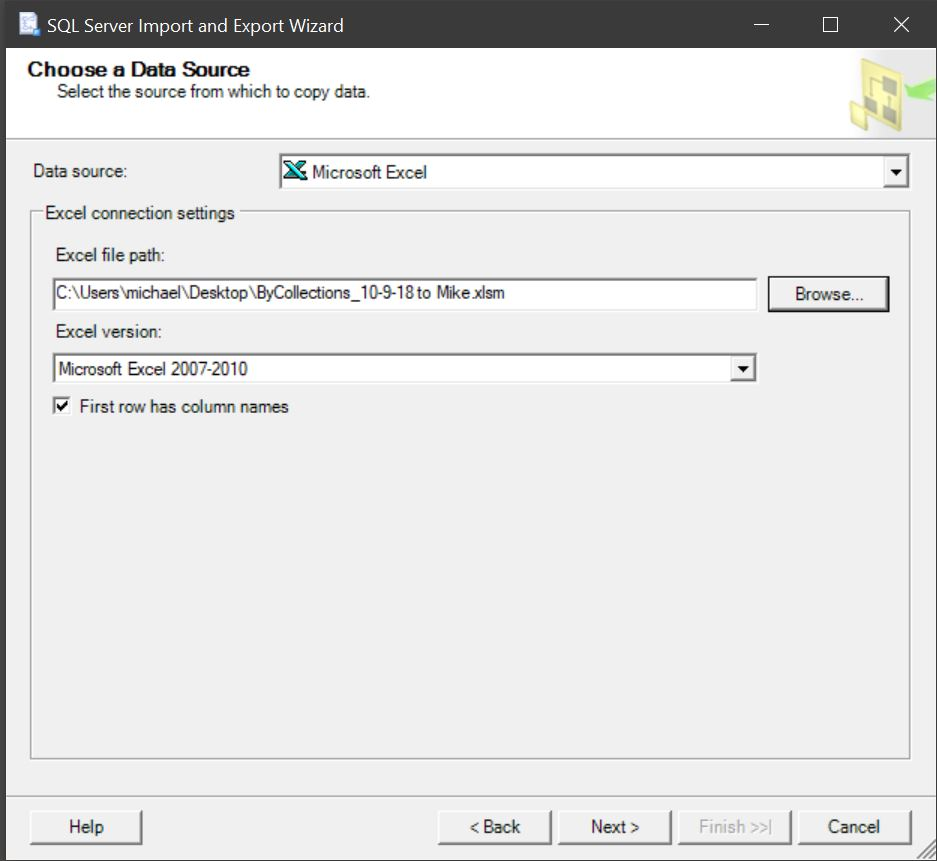 SQL Server Import and Export Wizard
Choose a Data Source
Select the source from which to copy data.
Data source: Microsoft Excel
Excel connection settings
Excel file path:
C:\Users\michael\Desktop\ByCollections_10-9-18 to Mike.xlsm Browse...
Excel version:
Microsoft Excel 2007-2010
First row has column names
Help < Back Next > Finish >>| Cancel